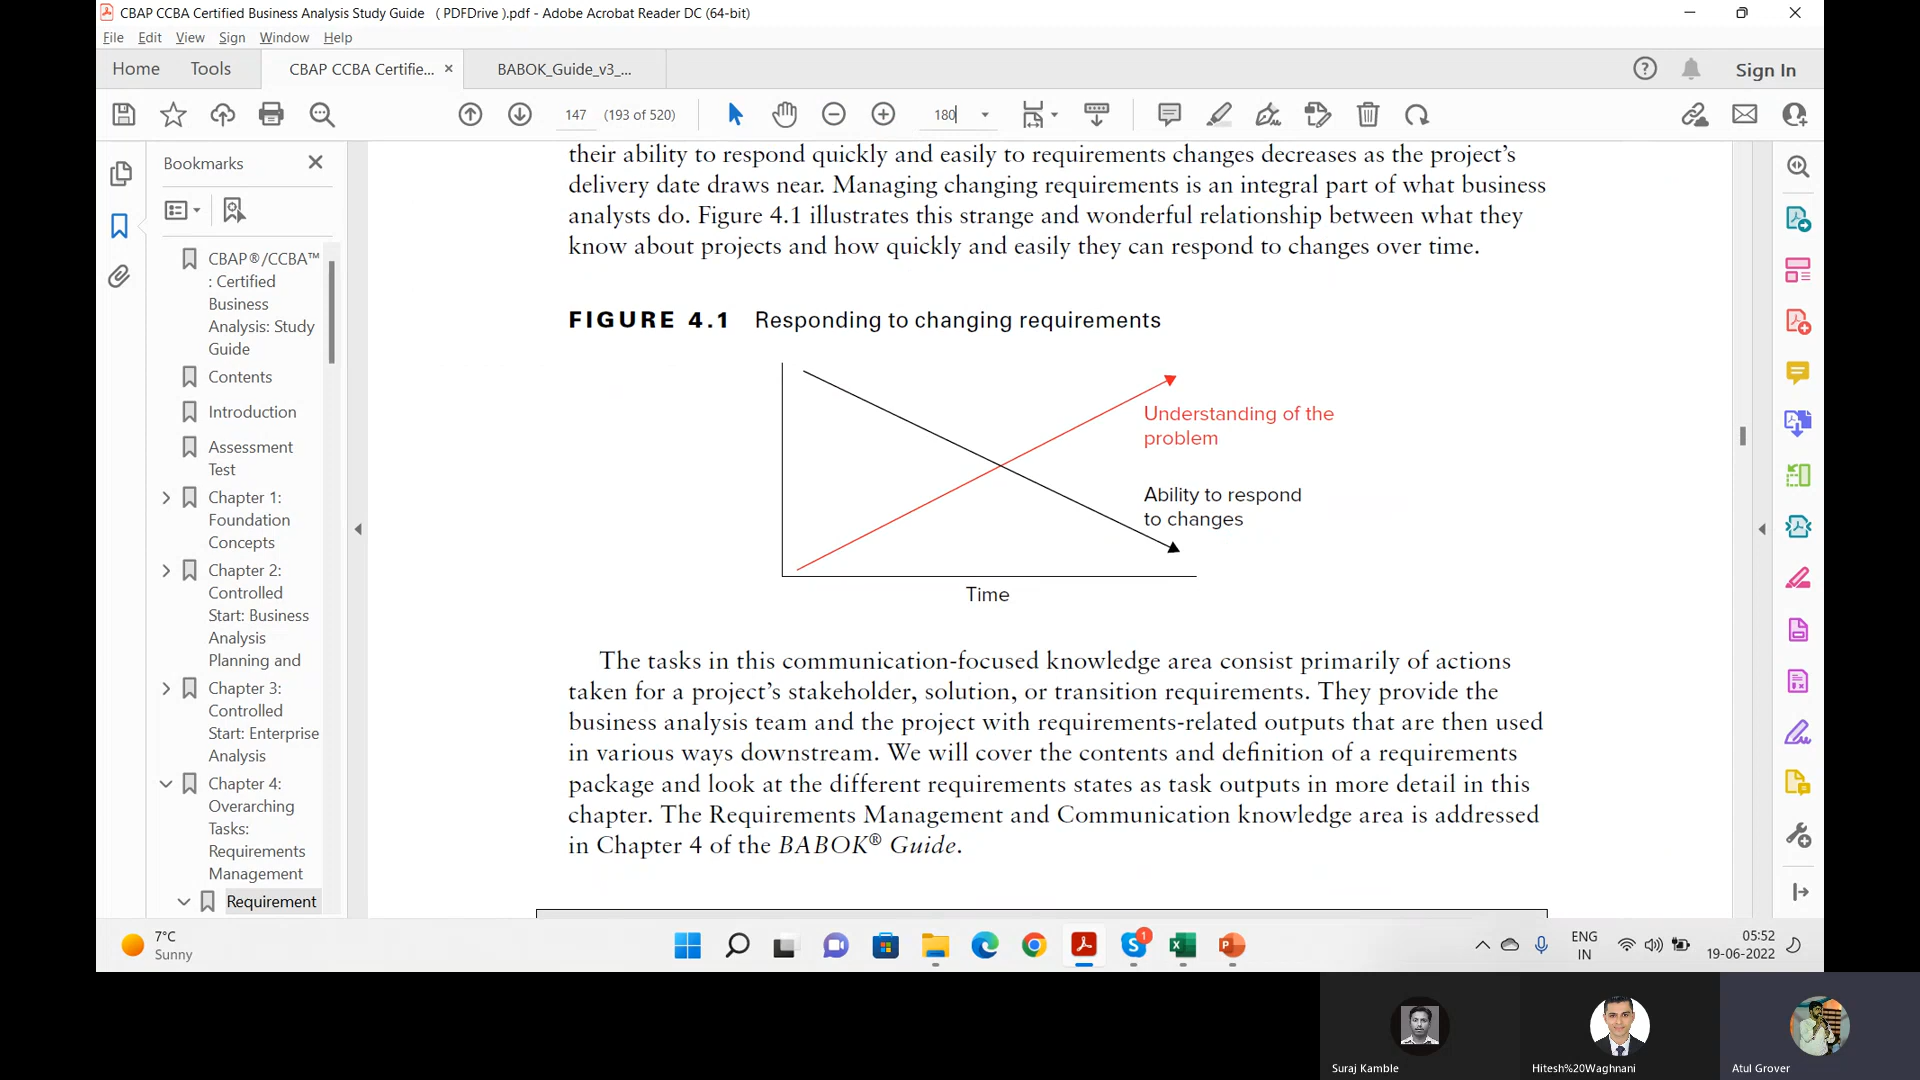 CBAP CCBA Certified Business Analysis Study Guide ( PDFDrive ).pdf - Adobe Acrobat Reader DC (64-bit)
File Edit View Sign Window Help
Home Tools CBAP CCBA Certifie... × BABOK_Guide_v3_... Sign In
147 (193 of 520) 180
Bookmarks
CBAP®/CCBA™
: Certified
Business
Analysis: Study
Guide
Contents
Introduction
Assessment
Test
Chapter 1:
Foundation
Concepts
Chapter 2:
Controlled
Start: Business
Analysis
Planning and
Chapter 3:
Controlled
Start: Enterprise
Analysis
Chapter 4:
Overarching
Tasks:
Requirements
Management
Requirement
their ability to respond quickly and easily to requirements changes decreases as the project's
delivery date draws near. Managing changing requirements is an integral part of what business
analysts do. Figure 4.1 illustrates this strange and wonderful relationship between what they
know about projects and how quickly and easily they can respond to changes over time.
FIGURE 4.1 Responding to changing requirements
Understanding of the
problem
Ability to respond
to changes
Time
The tasks in this communication-focused knowledge area consist primarily of actions
taken for a project's stakeholder, solution, or transition requirements. They provide the
business analysis team and the project with requirements-related outputs that are then used
in various ways downstream. We will cover the contents and definition of a requirements
package and look at the different requirements states as task outputs in more detail in this
chapter. The Requirements Management and Communication knowledge area is addressed
in Chapter 4 of the BABOK® Guide.
7°C
Sunny
1
ENG
IN
05:52
19-06-2022
Suraj Kamble
Hitesh%20Waghnani
Atul Grover